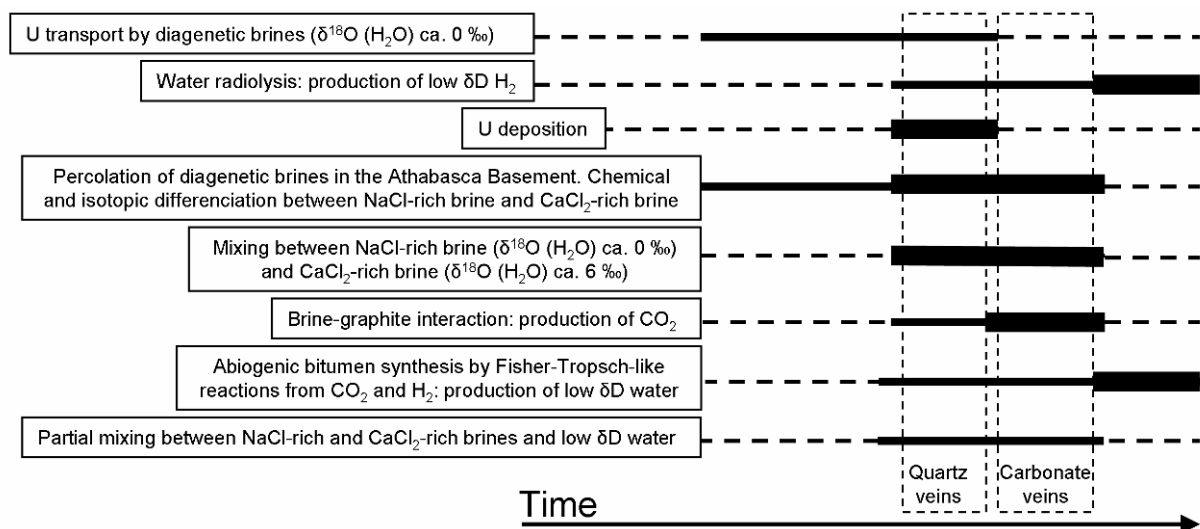 U transport by diagenetic brines (δ¹⁸O (H₂O) ca. 0 ‰)
Water radiolysis: production of low δD H₂
U deposition
Percolation of diagenetic brines in the Athabasca Basement. Chemical
and isotopic differenciation between NaCl-rich brine and CaCl₂-rich brine
Mixing between NaCl-rich brine (δ¹⁸O (H₂O) ca. 0 ‰)
and CaCl₂-rich brine (δ¹⁸O (H₂O) ca. 6 ‰)
Brine-graphite interaction: production of CO₂
Abiogenic bitumen synthesis by Fisher-Tropsch-like
reactions from CO₂ and H₂: production of low δD water
Partial mixing between NaCl-rich and CaCl₂-rich brines and low δD water
Quartz
veins
Carbonate
veins
Time